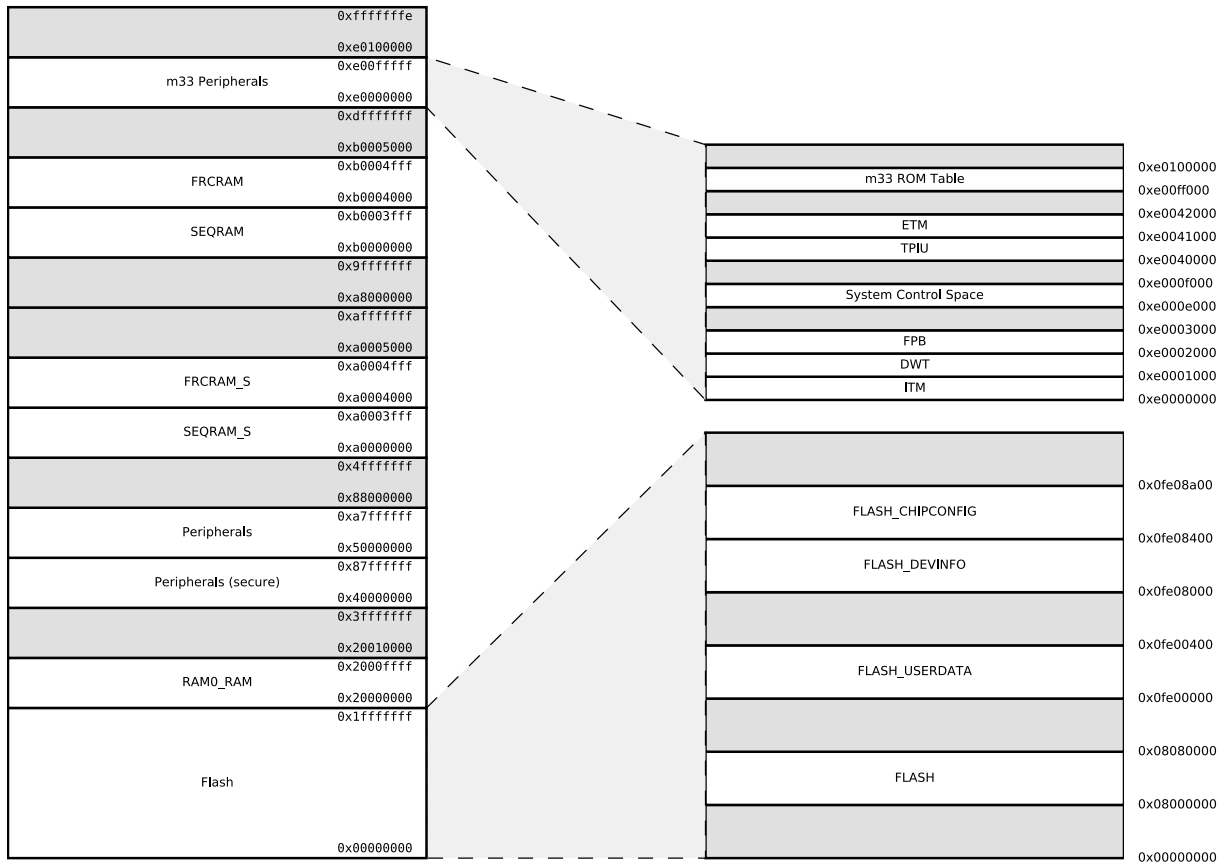 0xfffffffe
0xe0100000
0xe00fffff
m33 Peripherals
0xe0000000
0xdfffffff
0xb0005000
0xb0004fff
FRCRAM
0xb0004000
0xb0003fff
SEQRAM
0xb0000000
0x9fffffff
0xa8000000
0xafffffff
0xa0005000
0xa0004fff
FRCRAM_S
0xa0004000
0xa0003fff
SEQRAM_S
0xa0000000
0x4fffffff
0x88000000
0xa7ffffff
Peripherals
0x50000000
0x87ffffff
Peripherals (secure)
0x40000000
0x3fffffff
0x20010000
0x2000ffff
RAM0_RAM
0x20000000
0x1fffffff
Flash
0x00000000
0xe0100000
m33 ROM Table
0xe00ff000
0xe0042000
ETM
0xe0041000
TPIU
0xe0040000
0xe000f000
System Control Space
0xe000e000
0xe0003000
FPB
0xe0002000
DWT
0xe0001000
ITM
0xe0000000
0x0fe08a00
FLASH_CHIPCONFIG
0x0fe08400
FLASH_DEVINFO
0x0fe08000
0x0fe00400
FLASH_USERDATA
0x0fe00000
0x08080000
FLASH
0x08000000
0x00000000